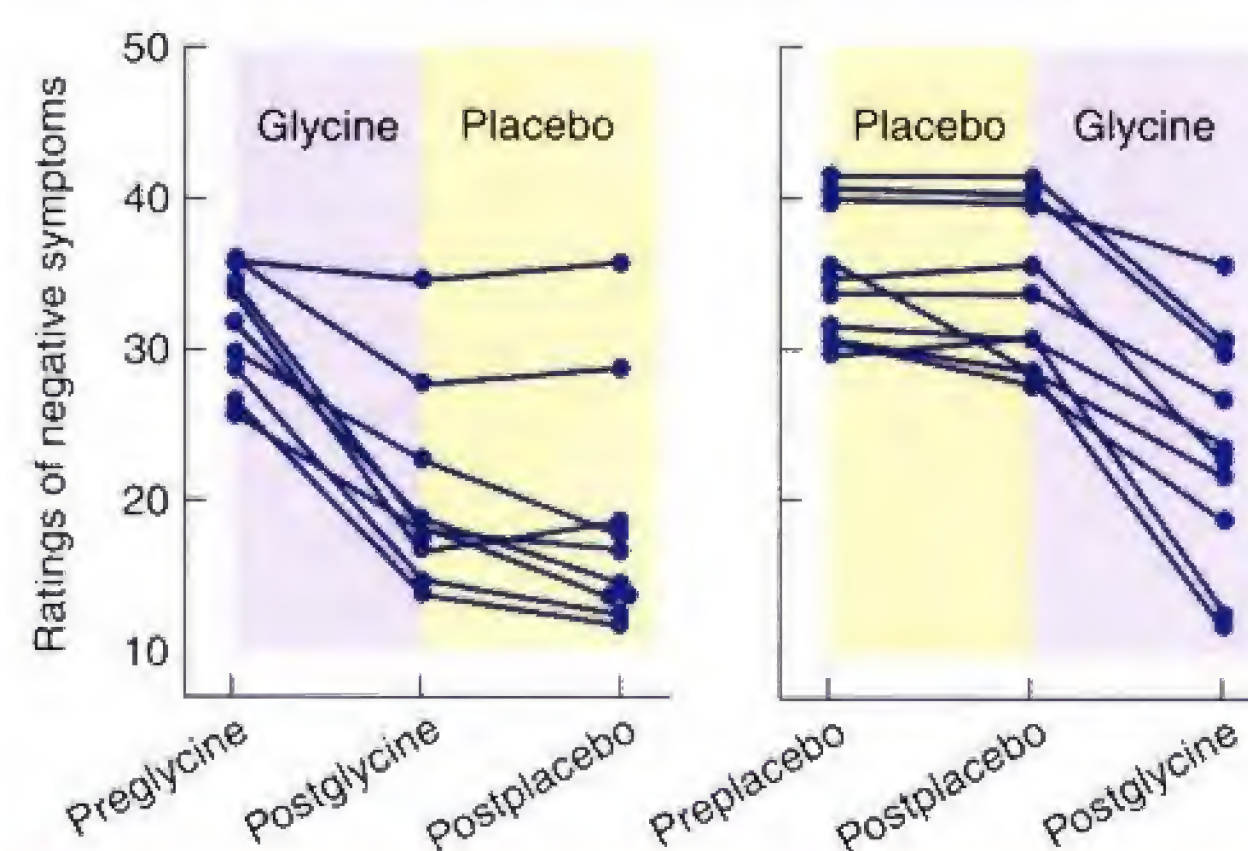 Ratings of negative symptoms
50
40
30
20
10
Glycine
Placebo
Preglycine
Postglycine
Postplacebo
Placebo
Glycine
Preplacebo
Postplacebo
Postglycine